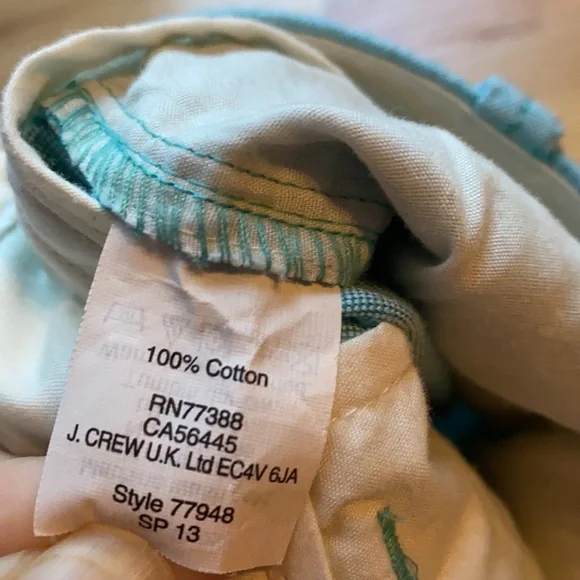 100% Cotton
RN77388
CA56445
J. CREW U.K. Ltd EC4V 6JA
Style 77948
SP 13